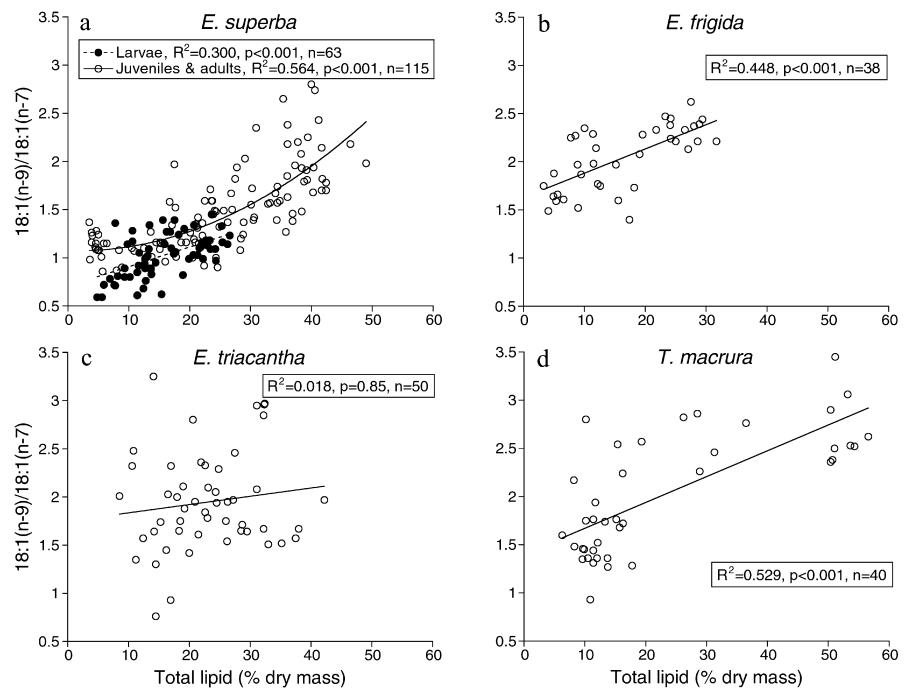 a
E. superba
Larvae, R²=0.300, p<0.001, n=63
Juveniles & adults, R²=0.564, p<0.001, n=115
3.5
3
2.5
2
1.5
1
0.5
18:1(n-9)/18:1(n-7)
0 10 20 30 40 50 60
b
E. frigida
R²=0.448, p<0.001, n=38
3.5
3
2.5
2
1.5
1
0.5
0 10 20 30 40 50 60
c
E. triacantha
R²=0.018, p=0.85, n=50
3.5
3
2.5
2
1.5
1
0.5
18:1(n-9)/18:1(n-7)
0 10 20 30 40 50 60
Total lipid (% dry mass)
d
T. macrura
R²=0.529, p<0.001, n=40
3.5
3
2.5
2
1.5
1
0.5
0 10 20 30 40 50 60
Total lipid (% dry mass)